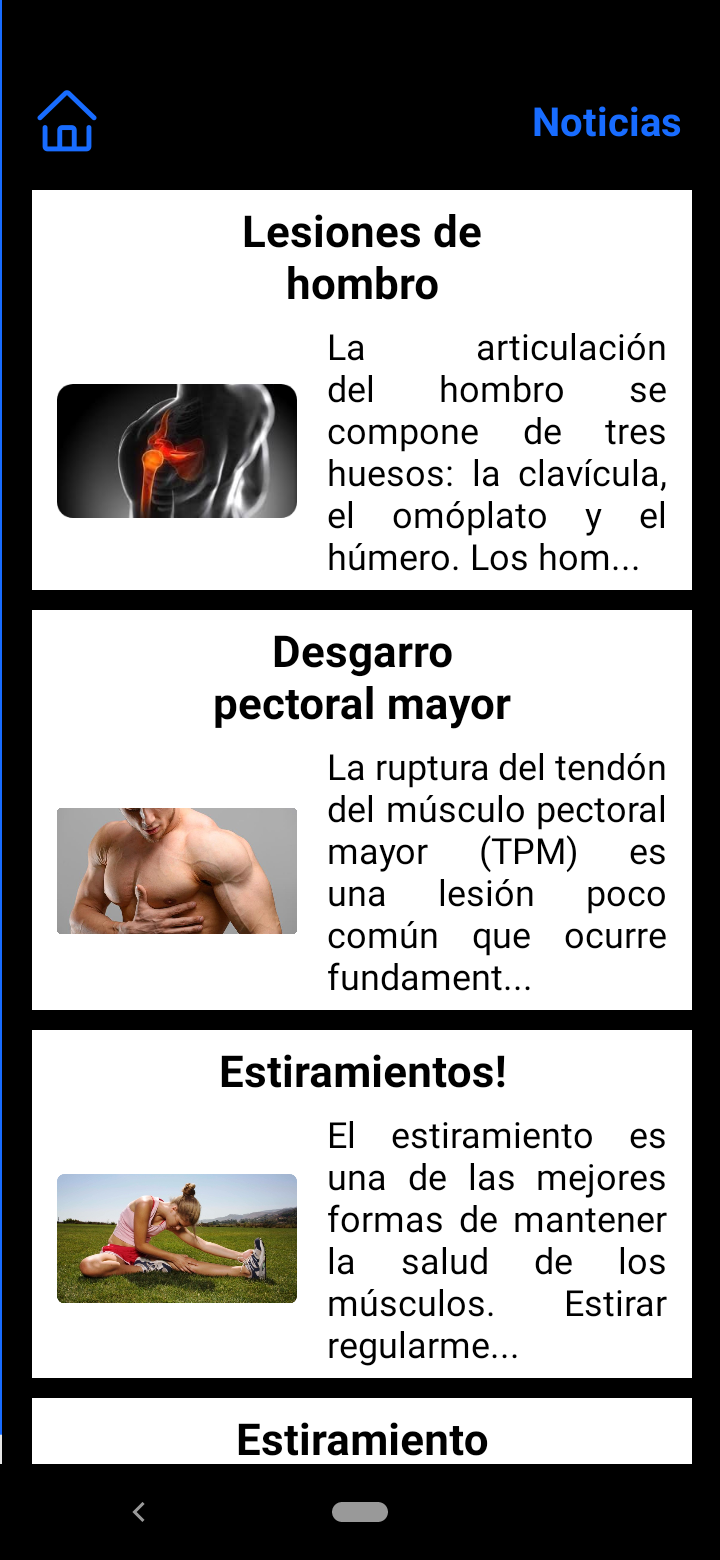 Noticias
Lesiones de
hombro
La articulación
del hombro se
compone de tres
huesos: la clavícula,
el omóplato y el
húmero. Los hom...
Desgarro
pectoral mayor
La ruptura del tendón
del músculo pectoral
mayor (TPM) es
una lesión poco
común que ocurre
fundament...
Estiramientos!
El estiramiento es
una de las mejores
formas de mantener
la salud de los
músculos. Estirar
regularme...
Estiramiento